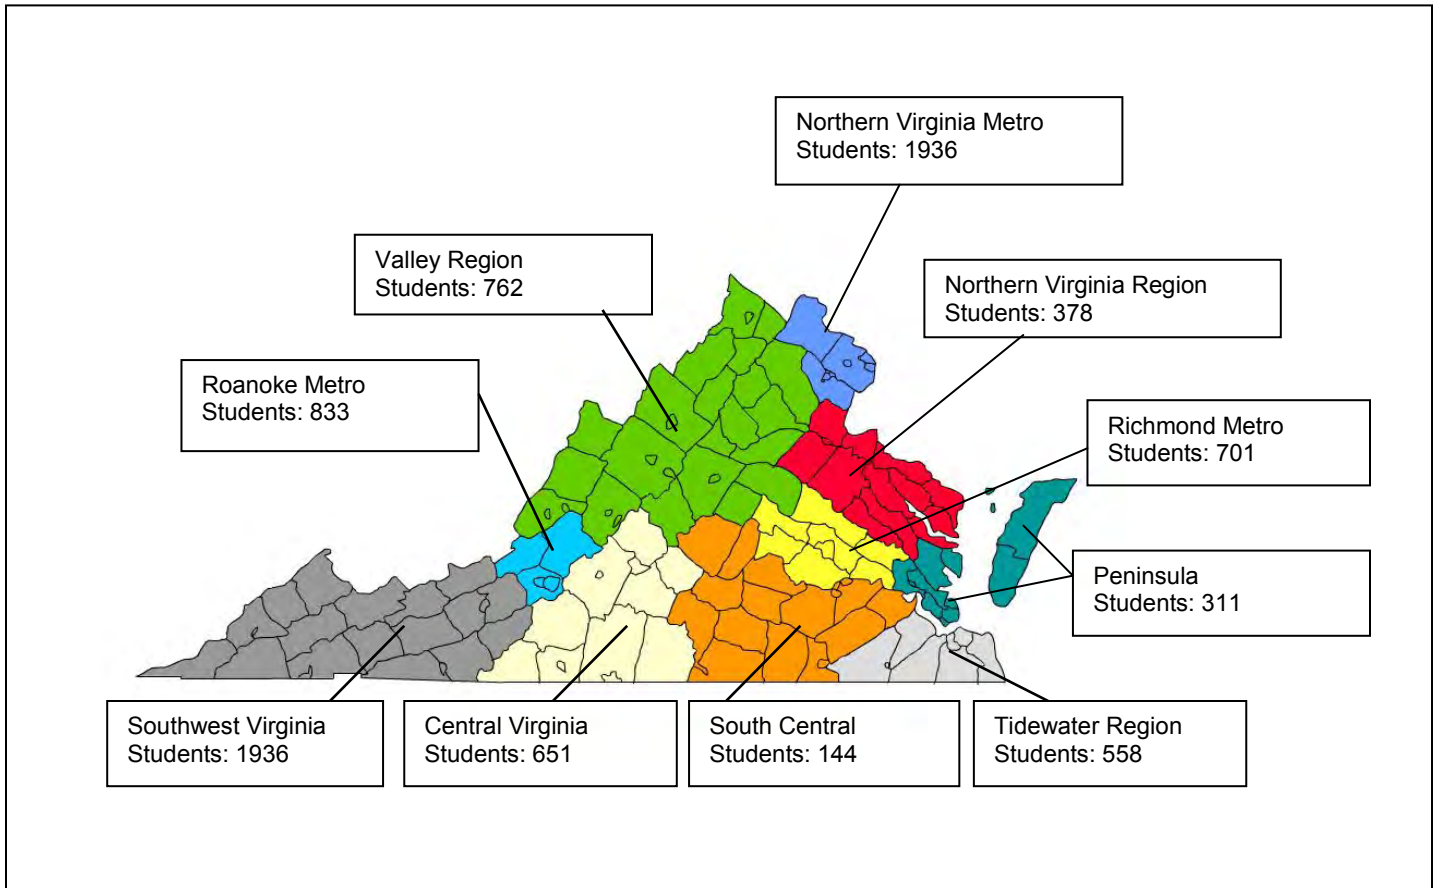 Northern Virginia Metro
Students: 1936
Valley Region
Students: 762
Northern Virginia Region
Students: 378
Roanoke Metro
Students: 833
Richmond Metro
Students: 701
Peninsula
Students: 311
Southwest Virginia
Students: 1936
Central Virginia
Students: 651
South Central
Students: 144
Tidewater Region
Students: 558